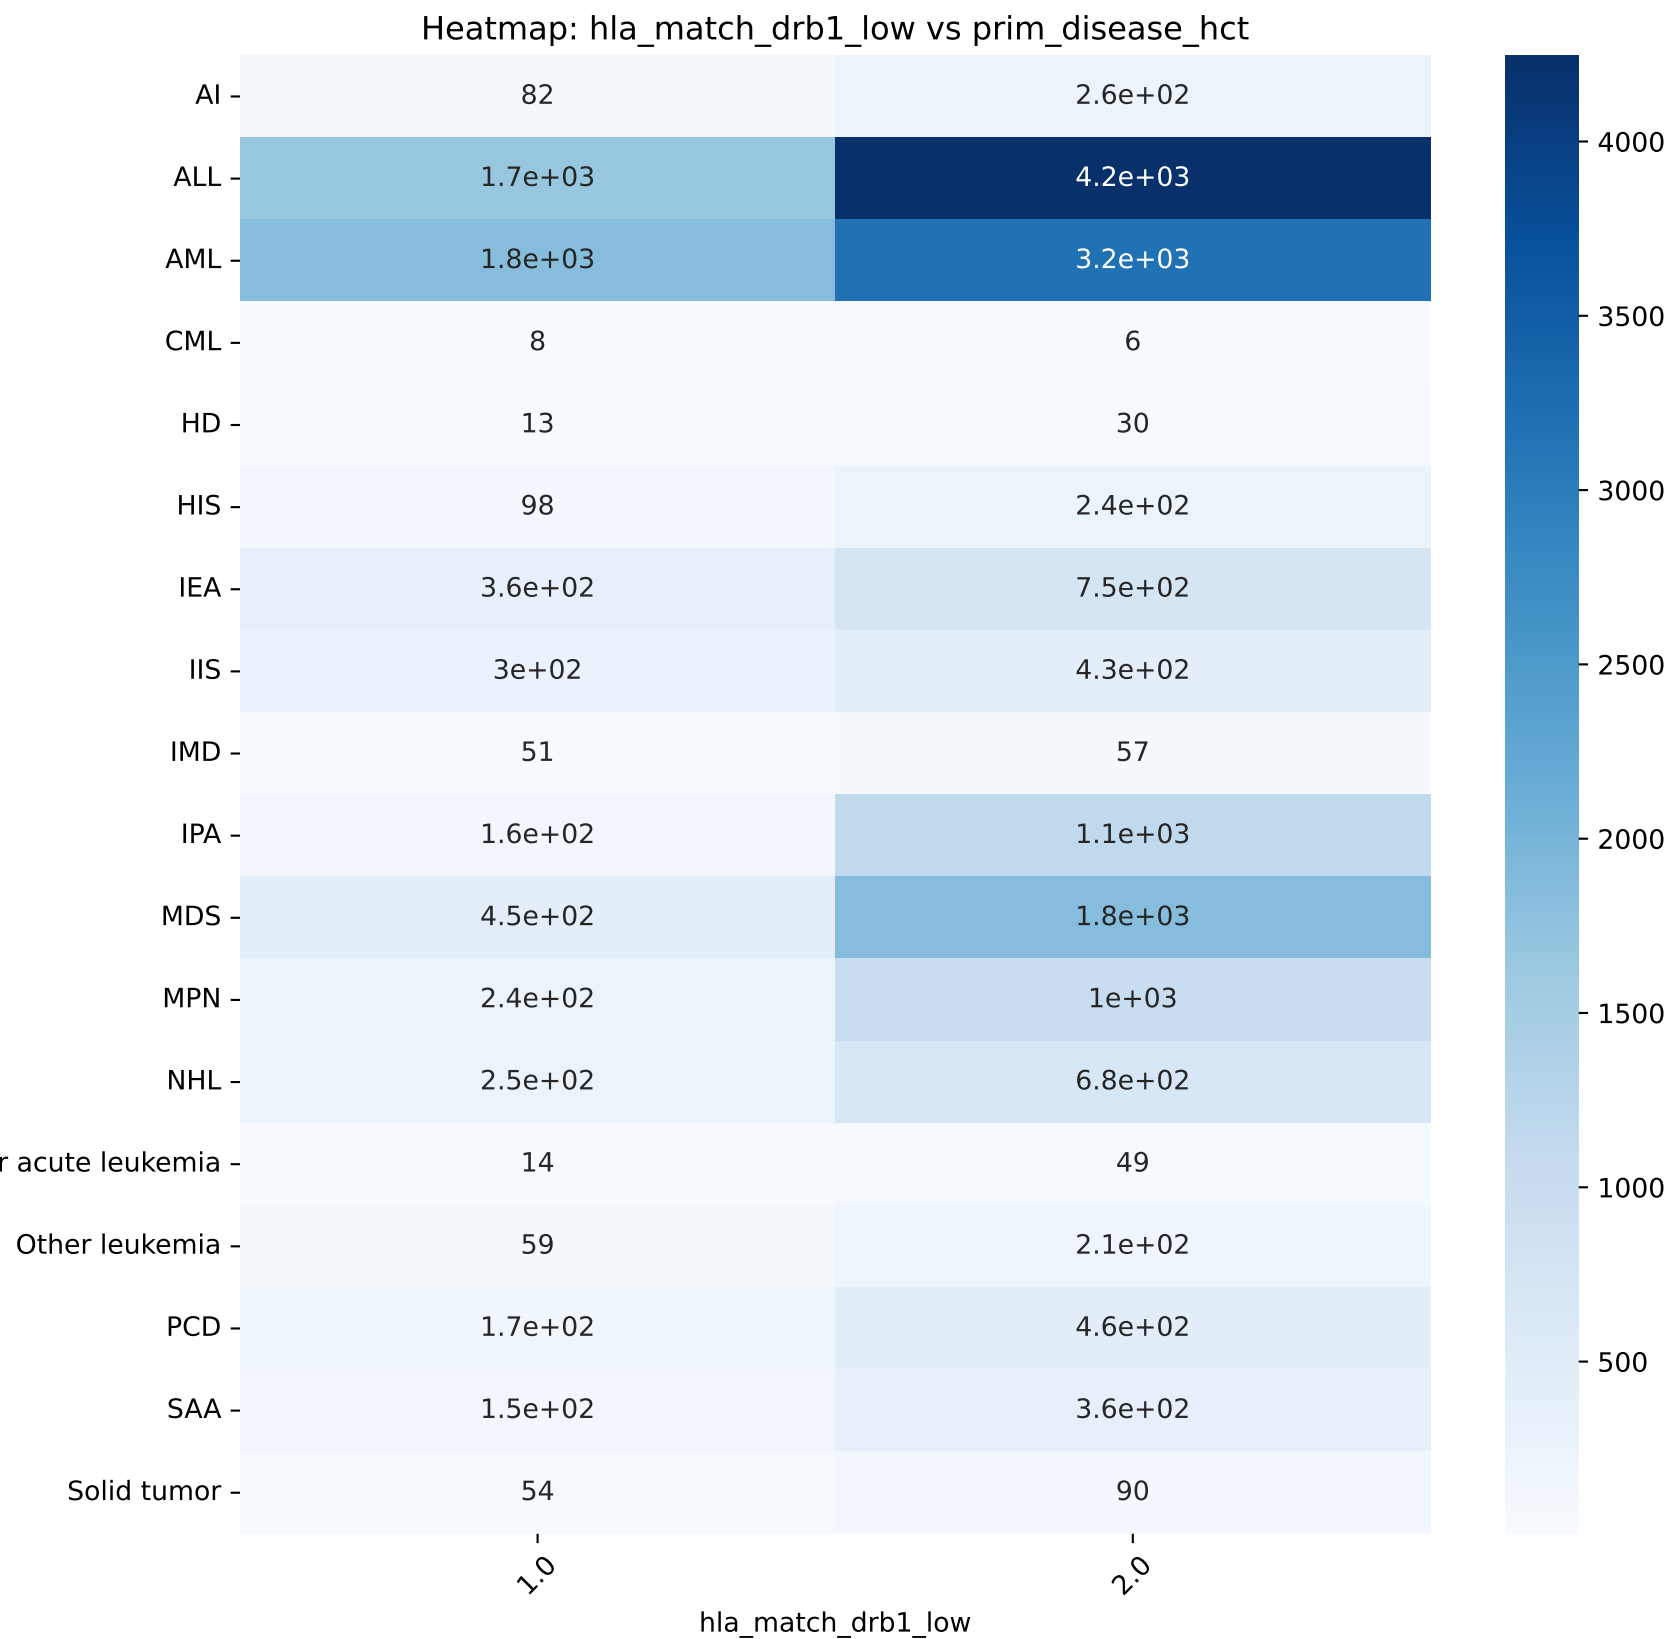 Heatmap: hla_match_drb1_low vs prim_disease_hct
AI 82 2.6e+02
ALL 1.7e+03 4.2e+03
AML 1.8e+03 3.2e+03
CML 8 6
HD 13 30
HIS 98 2.4e+02
IEA 3.6e+02 7.5e+02
IIS 3e+02 4.3e+02
IMD 51 57
IPA 1.6e+02 1.1e+03
MDS 4.5e+02 1.8e+03
MPN 2.4e+02 1e+03
NHL 2.5e+02 6.8e+02
acute leukemia 14 49
Other leukemia 59 2.1e+02
PCD 1.7e+02 4.6e+02
SAA 1.5e+02 3.6e+02
Solid tumor 54 90
1.0 2.0
hla_match_drb1_low
4000
3500
3000
2500
2000
1500
1000
500